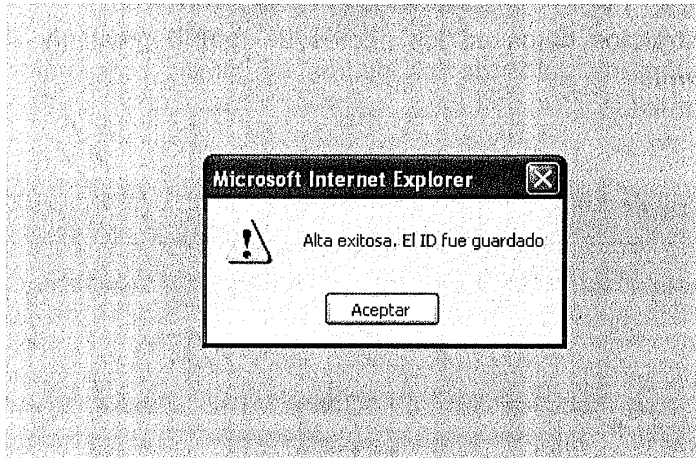 Microsoft Internet Explorer
Alta exitosa. El ID fue guardado
Aceptar